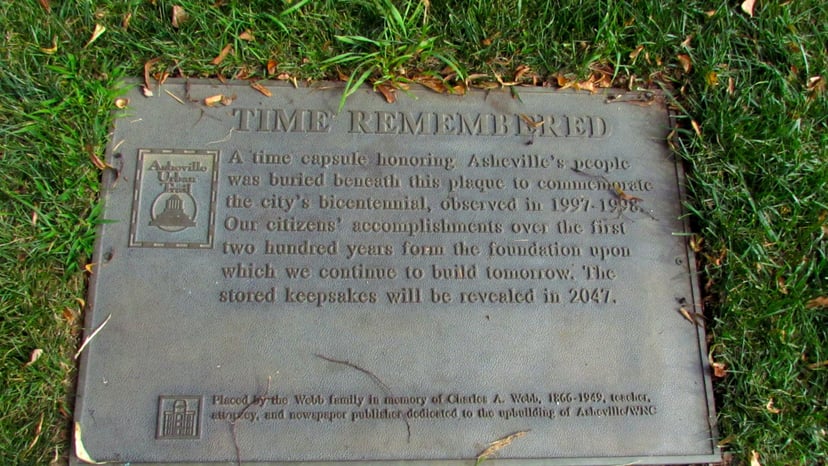 TIME REMEMBERED
Asheville
Urban
Trail
A time capsule honoring Asheville's people
was buried beneath this plaque to commemorate
the city's bicentennial, observed in 1997-1998.
Our citizens' accomplishments over the first
two hundred years form the foundation upon
which we continue to build tomorrow. The
stored keepsakes will be revealed in 2047.
Placed by the Webb family in memory of Charles A. Webb, 1866-1949, teacher,
attorney, and newspaper publisher dedicated to the upbuilding of Asheville/WNC